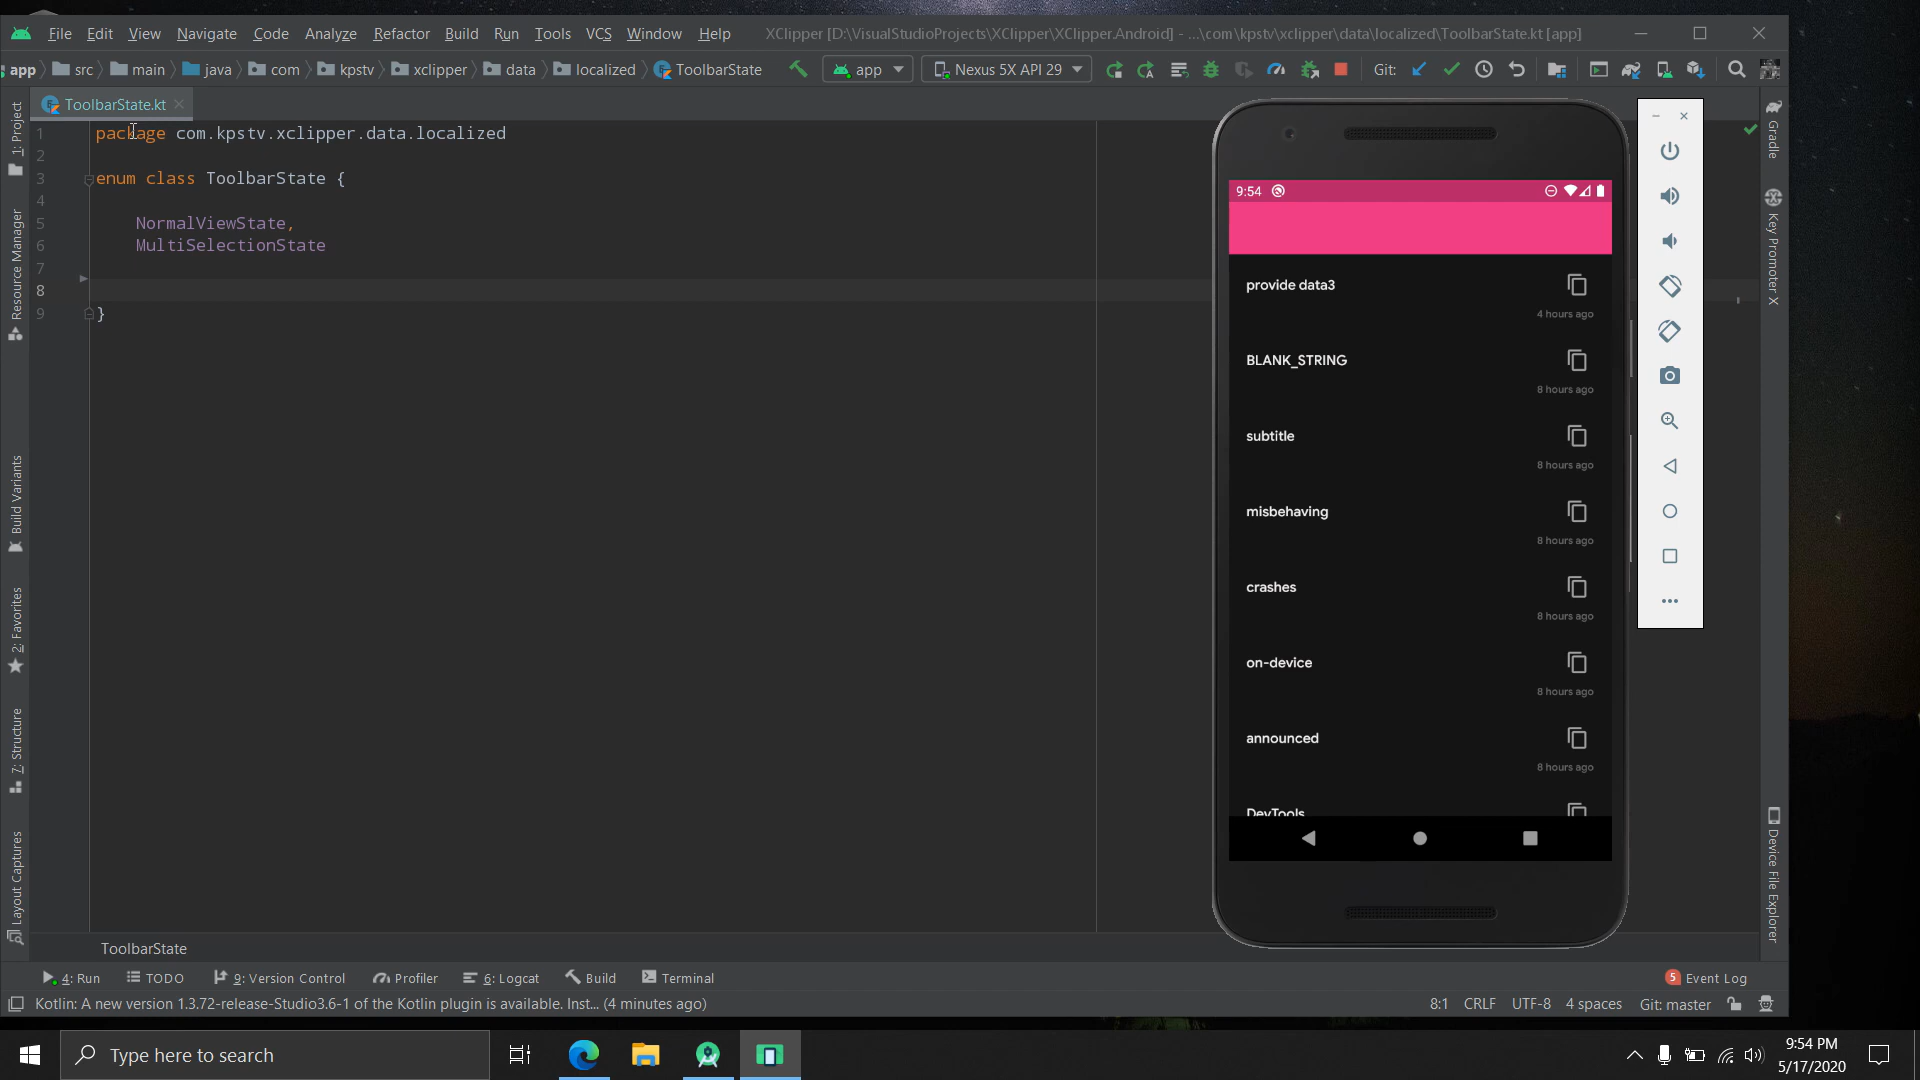 File Edit View Navigate Code Analyze Refactor Build Run Tools VCS Window Help XClipper [D:\VisualStudioProjects\XClipper\XClipper.Android] - ...\com\kpstv\xclipper\data\localized\ToolbarState.kt [app]
app src main java com kpstv xclipper data localized ToolbarState app Nexus 5X API 29 Git:
ToolbarState.kt
1 package com.kpstv.xclipper.data.localized
2
3 enum class ToolbarState {
4
5 NormalViewState,
6 MultiSelectionState
7
8
9 }
1: Project
Resource Manager
Build Variants
2: Favorites
7: Structure
Layout Captures
9:54
provide data3
4 hours ago
BLANK_STRING
8 hours ago
subtitle
8 hours ago
misbehaving
8 hours ago
crashes
8 hours ago
on-device
8 hours ago
announced
8 hours ago
DevTools
Gradle
Key Promoter X
Device File Explorer
ToolbarState
4: Run TODO 9: Version Control Profiler 6: Logcat Build Terminal 5 Event Log
Kotlin: A new version 1.3.72-release-Studio3.6-1 of the Kotlin plugin is available. Inst... (4 minutes ago) 8:1 CRLF UTF-8 4 spaces Git: master
Type here to search
9:54 PM
5/17/2020